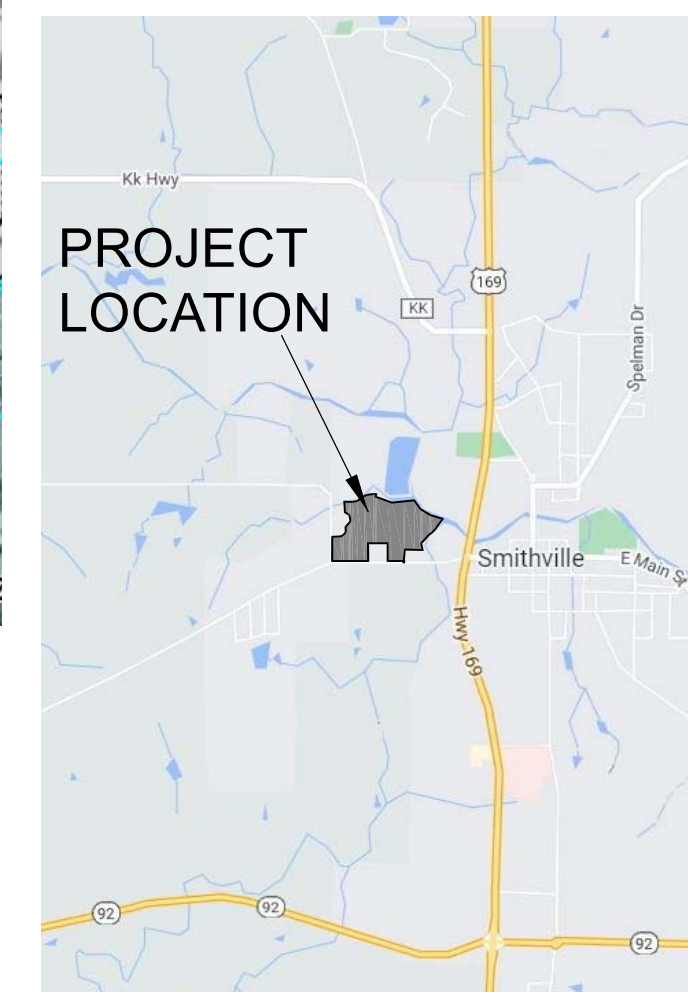 Kk Hwy
PROJECT
LOCATION
169
KK
Spelman Dr
Smithville
E Main St
Hwy 169
92
92
92